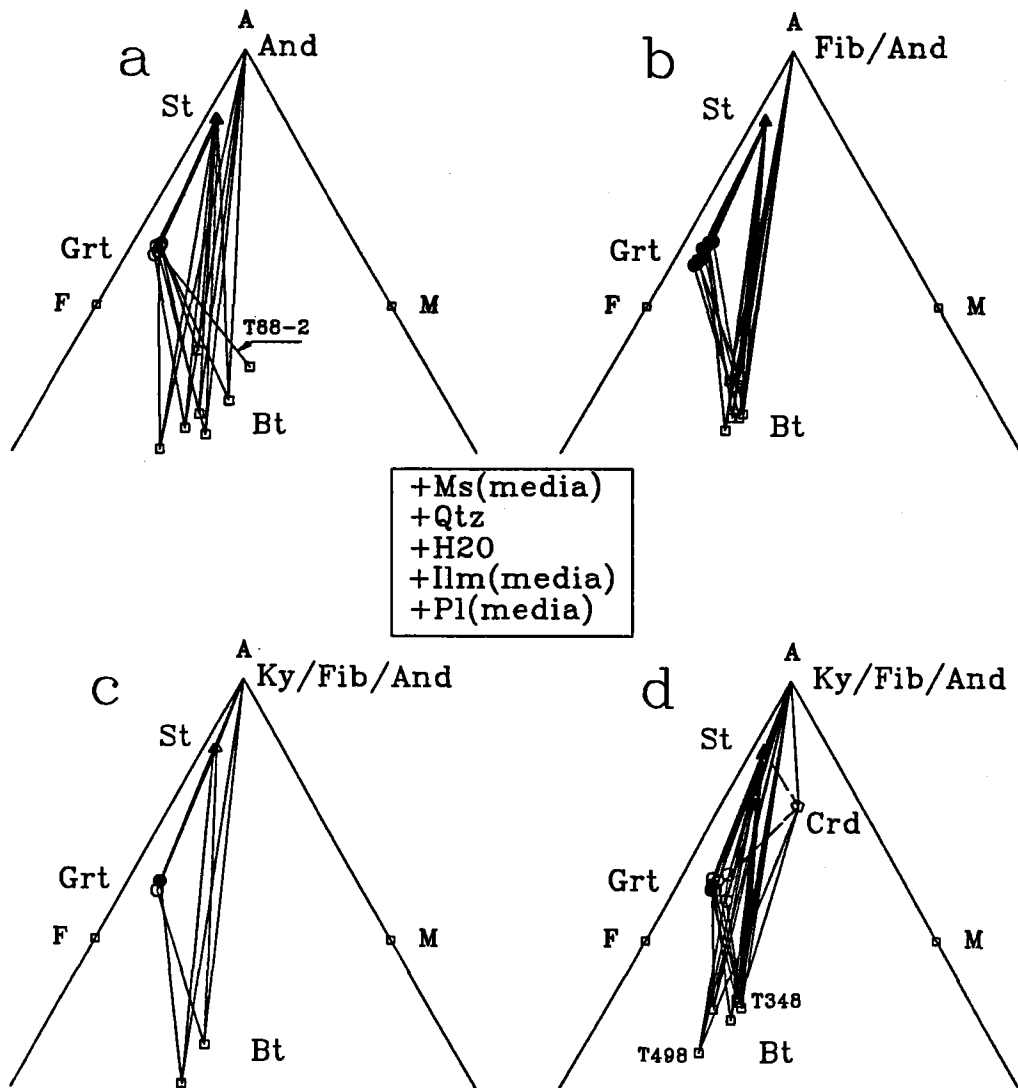 a
A
And
St
Grt
F
M
T88-2
Bt
b
A
Fib/And
St
Grt
F
M
Bt
+Ms(media)
+Qtz
+H20
+Ilm(media)
+Pl(media)
c
A
Ky/Fib/And
St
Grt
F
M
Bt
d
A
Ky/Fib/And
St
Crd
Grt
F
M
T348
T498
Bt